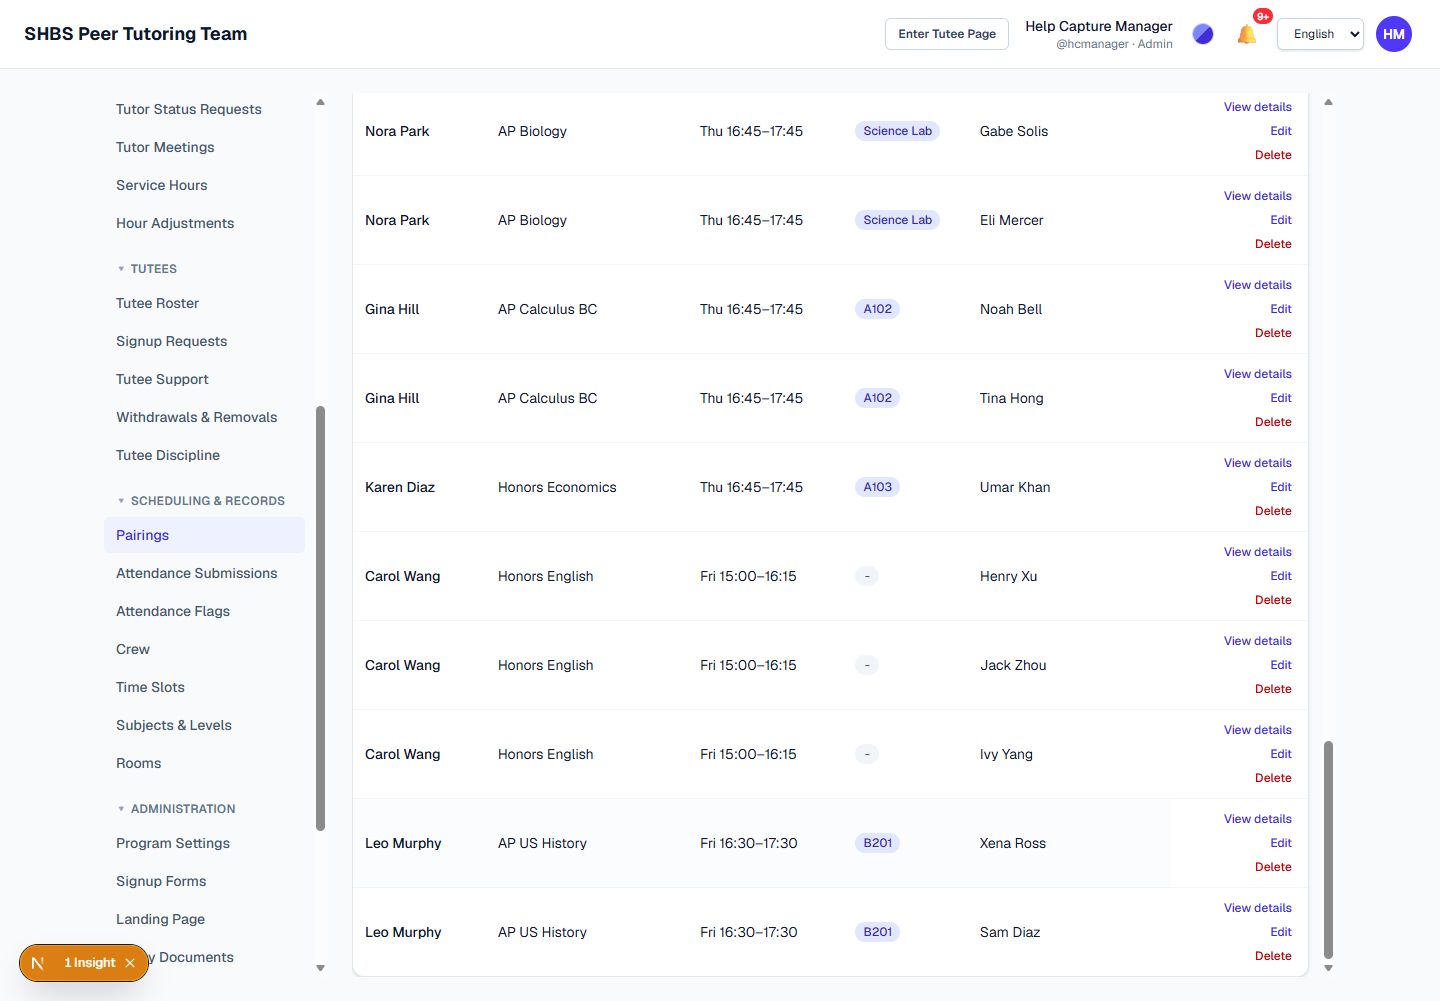 SHBS Peer Tutoring Team
Enter Tutee Page
Help Capture Manager
@hcmanager · Admin
9+
English
HM
Tutor Status Requests
Tutor Meetings
Service Hours
Hour Adjustments
TUTEES
Tutee Roster
Signup Requests
Tutee Support
Withdrawals & Removals
Tutee Discipline
SCHEDULING & RECORDS
Pairings
Attendance Submissions
Attendance Flags
Crew
Time Slots
Subjects & Levels
Rooms
ADMINISTRATION
Program Settings
Signup Forms
Landing Page
y Documents
N 1 Insight ×
View details
Nora Park AP Biology Thu 16:45–17:45 Science Lab Gabe Solis Edit
Delete
View details
Nora Park AP Biology Thu 16:45–17:45 Science Lab Eli Mercer Edit
Delete
View details
Gina Hill AP Calculus BC Thu 16:45–17:45 A102 Noah Bell Edit
Delete
View details
Gina Hill AP Calculus BC Thu 16:45–17:45 A102 Tina Hong Edit
Delete
View details
Karen Diaz Honors Economics Thu 16:45–17:45 A103 Umar Khan Edit
Delete
View details
Carol Wang Honors English Fri 15:00–16:15 - Henry Xu Edit
Delete
View details
Carol Wang Honors English Fri 15:00–16:15 - Jack Zhou Edit
Delete
View details
Carol Wang Honors English Fri 15:00–16:15 - Ivy Yang Edit
Delete
View details
Leo Murphy AP US History Fri 16:30–17:30 B201 Xena Ross Edit
Delete
View details
Leo Murphy AP US History Fri 16:30–17:30 B201 Sam Diaz Edit
Delete